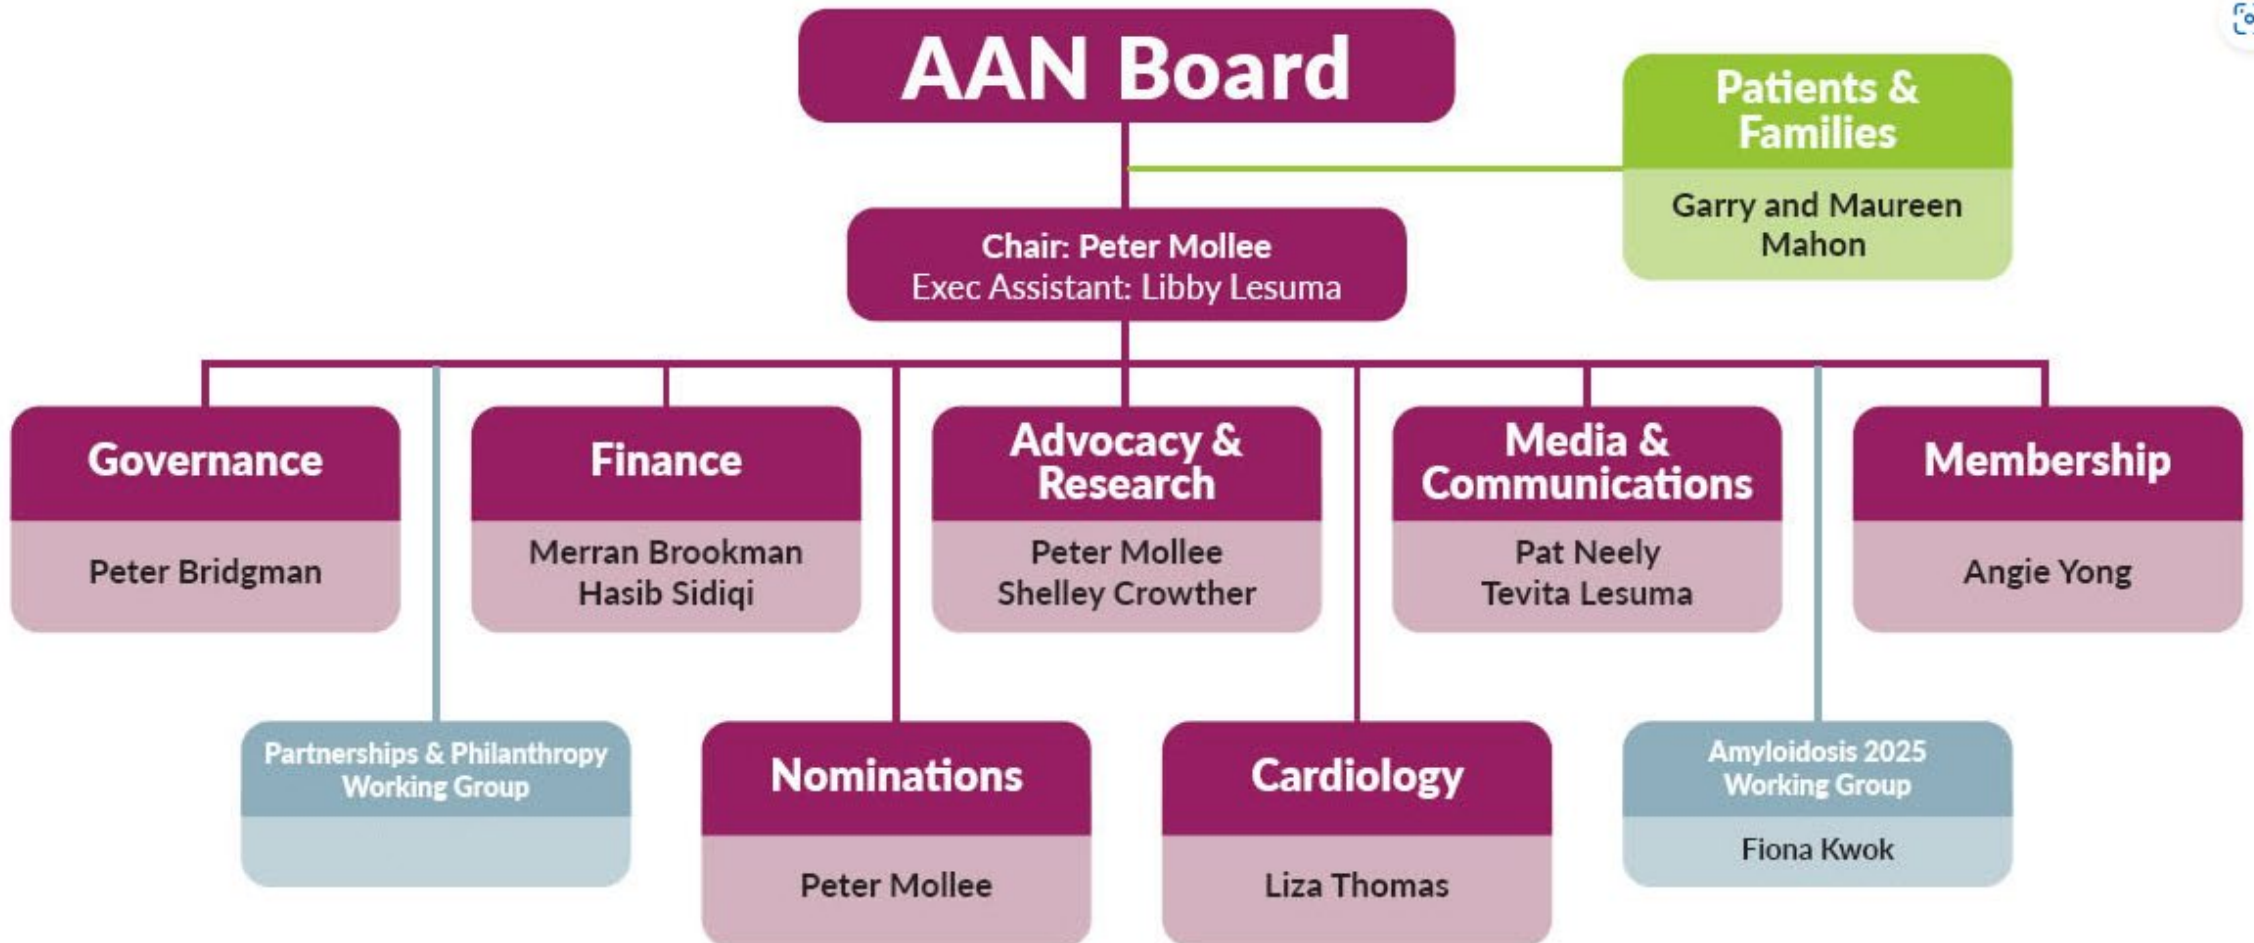 AAN Board
Patients &
Families
Garry and Maureen
Mahon
Chair: Peter Mollee
Exec Assistant: Libby Lesuma
Governance
Peter Bridgman
Finance
Merran Brookman
Hasib Sidiqi
Advocacy &
Research
Peter Mollee
Shelley Crowther
Media &
Communications
Pat Neely
Tevita Lesuma
Membership
Angie Yong
Partnerships & Philanthropy
Working Group
Nominations
Peter Mollee
Cardiology
Liza Thomas
Amyloidosis 2025
Working Group
Fiona Kwok